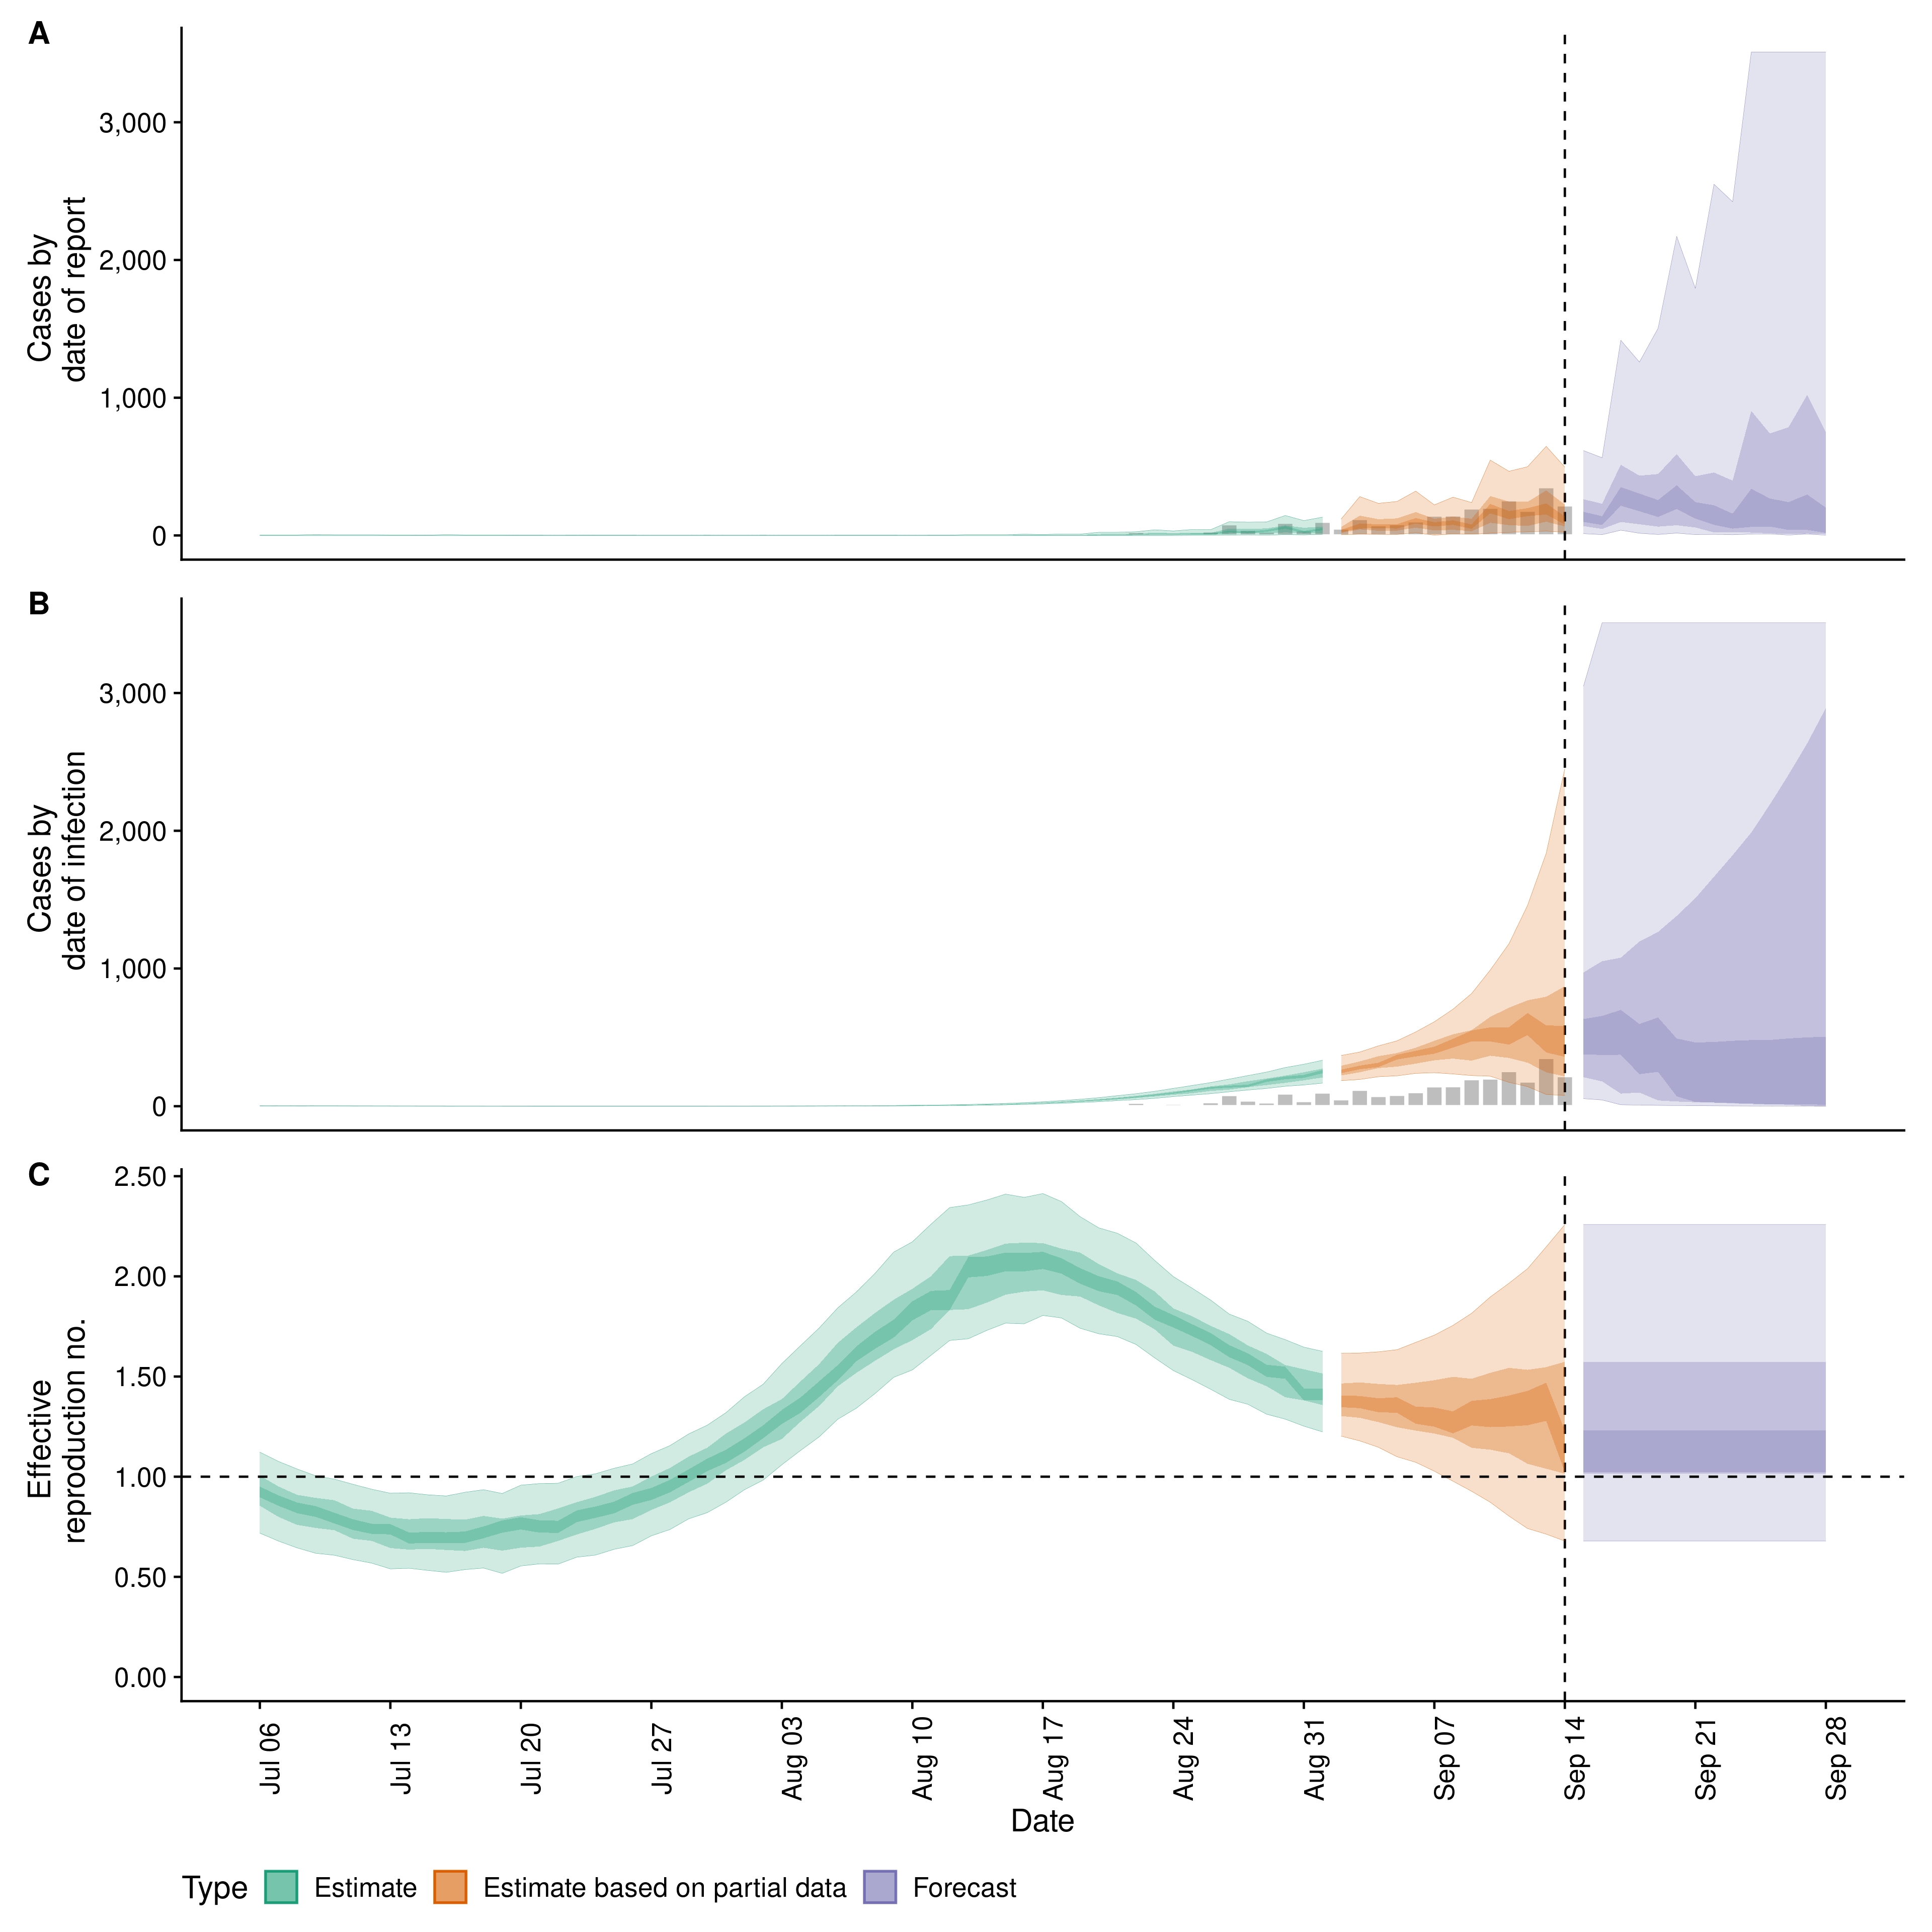 A
Cases by
date of report
3,000
2,000
1,000
0
B
Cases by
date of infection
3,000
2,000
1,000
0
C
Effective
reproduction no.
2.50
2.00
1.50
1.00
0.50
0.00
Jul 06
Jul 13
Jul 20
Jul 27
Aug 03
Aug 10
Aug 17
Aug 24
Aug 31
Sep 07
Sep 14
Sep 21
Sep 28
Date
Type Estimate Estimate based on partial data Forecast